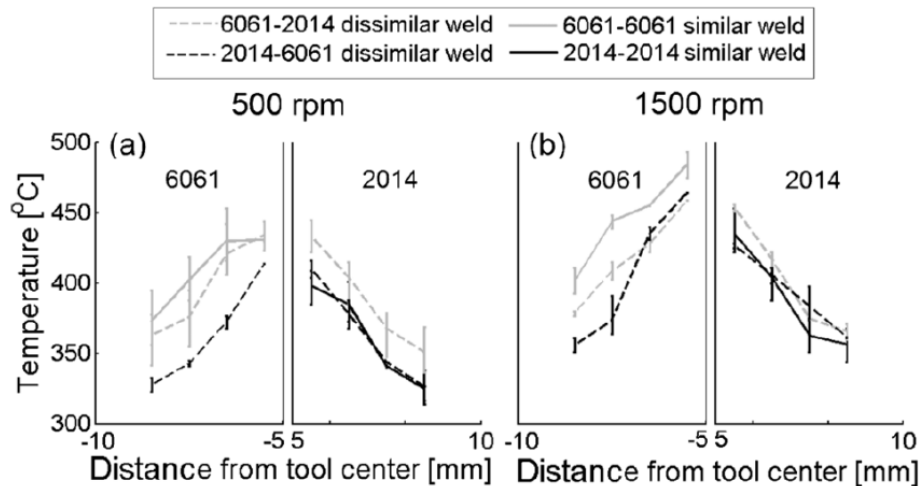 6061-2014 dissimilar weld 6061-6061 similar weld
2014-6061 dissimilar weld 2014-2014 similar weld
500 rpm 1500 rpm
(a) 6061 2014 (b) 6061 2014
Temperature [°C]
500
450
400
350
300
-10 -5 5 10 -10 -5 5 10
Distance from tool center [mm] Distance from tool center [mm]